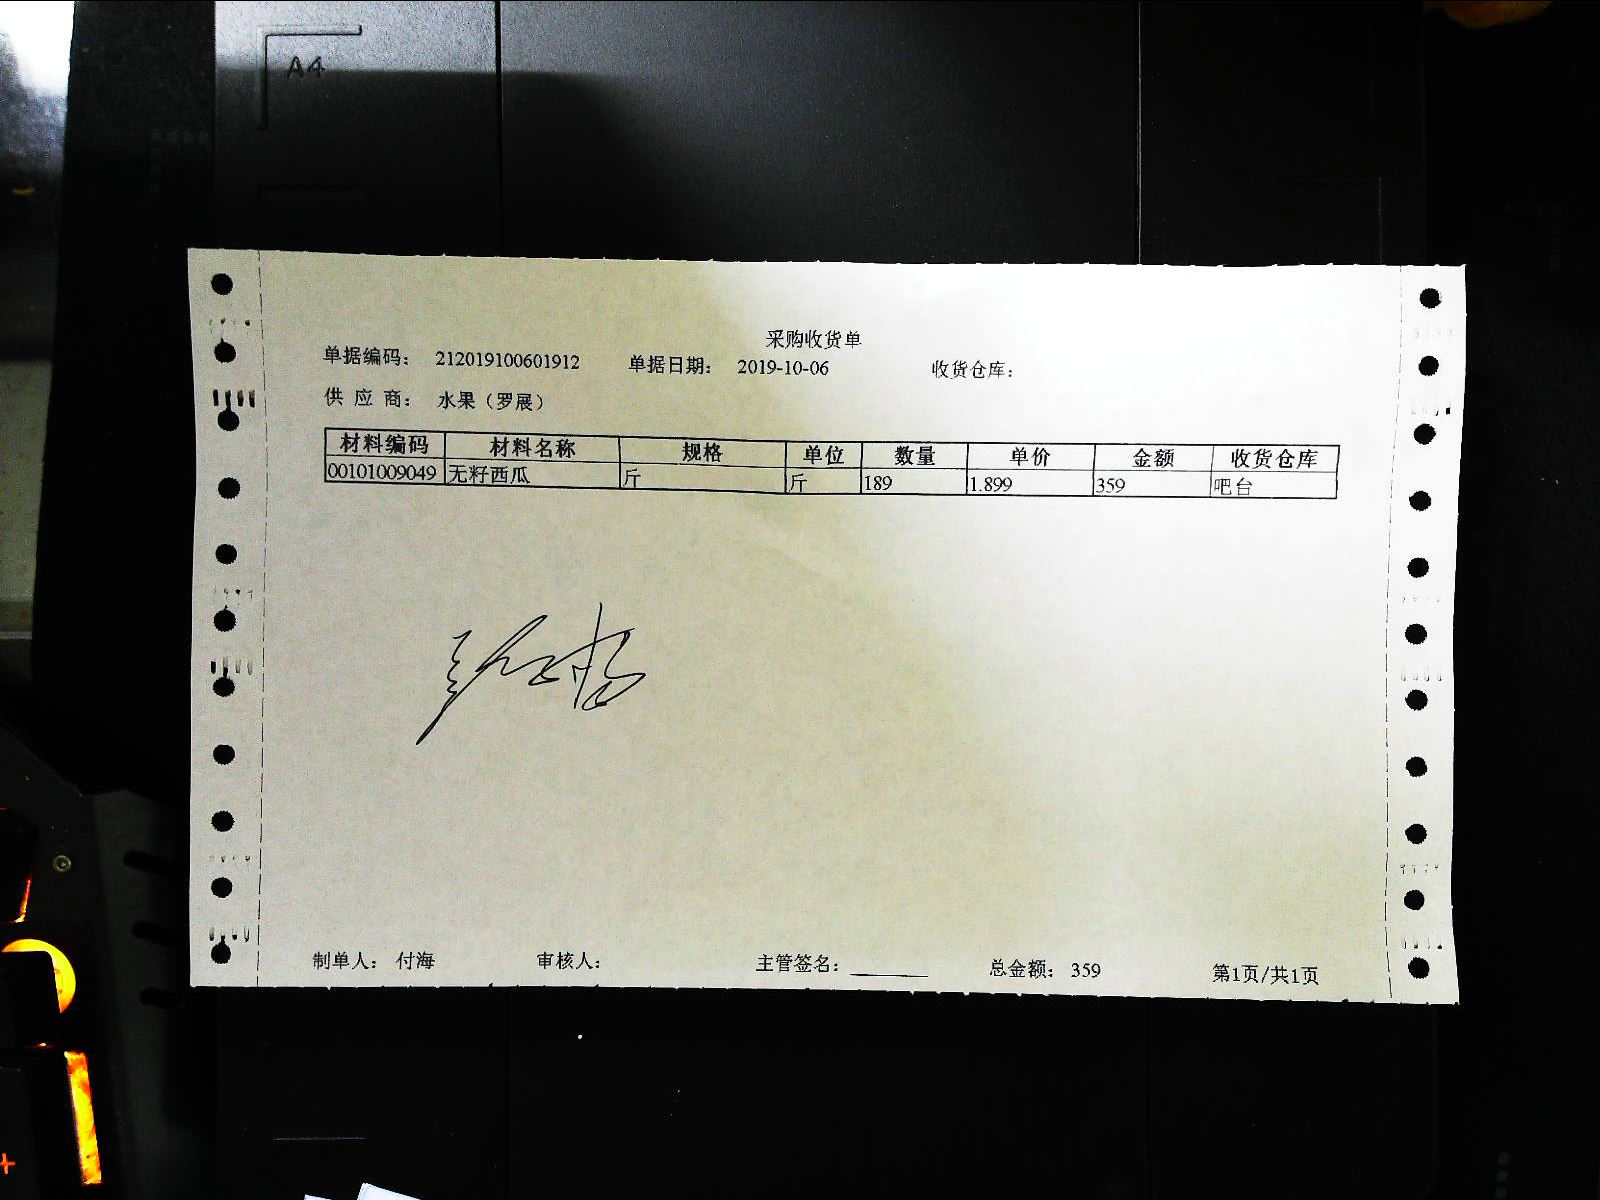 A4
采购收货单
单据编码: 212019100601912 单据日期: 2019-10-06 收货仓库:
供 应 商: 水果（罗展）
材料编码 材料名称 规格 单位 数量 单价 金额 收货仓库
00101009049 无籽西瓜 斤 斤 189 1.899 359 吧台
制单人: 付海 审核人: 主管签名: ______ 总金额: 359 第1页/共1页